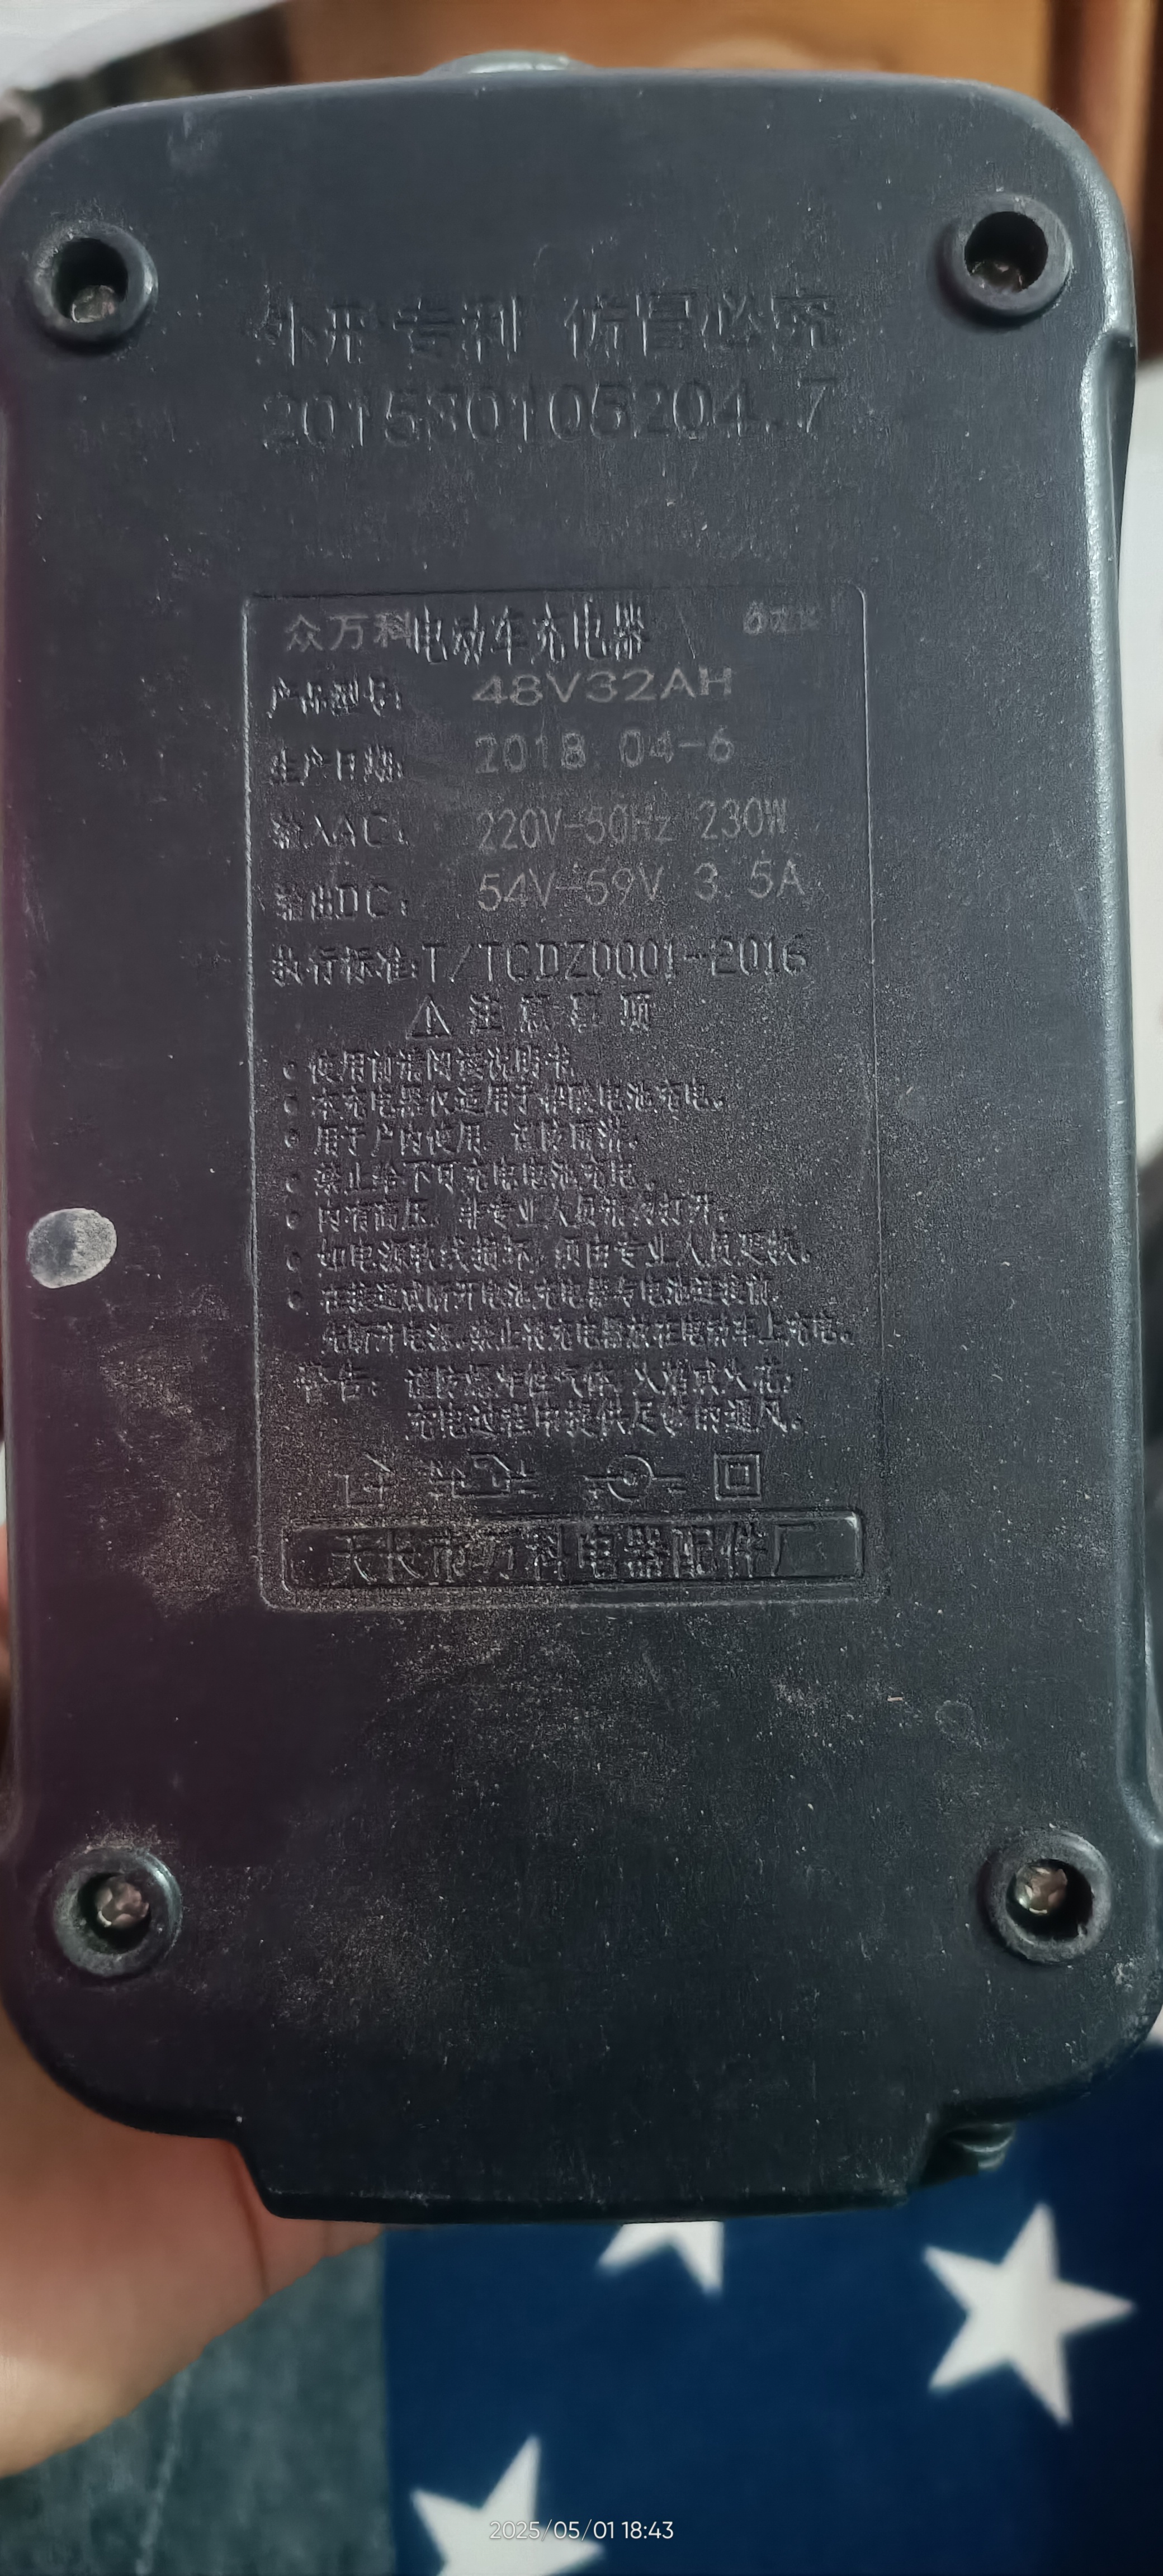 外形专利 仿冒必究
201530105204.7
众万科电动车充电器
产品型号: 48V32AH
生产日期: 2018 04-6
输入AC: 220V-50Hz 230W
输出DC: 54V-59V 3.5A
执行标准:T/TCDZ0001-2016
注意事项
使用前请阅读说明书
本充电器仅适用于铅酸电池充电。
用于户内使用 谨防雨淋。
禁止给不可充电电池充电。
内有高压, 非专业人员请勿打开。
如电源软线损坏, 须由专业人员更换。
在接通或断开电池充电器与电池连接前,
先断开电源,禁止将充电器放在电动车上充电。
警告: 谨防爆炸性气体,火焰或火花;
充电过程中提供足够的通风。
天长市万科电器配件厂
2025/05/01 18:43